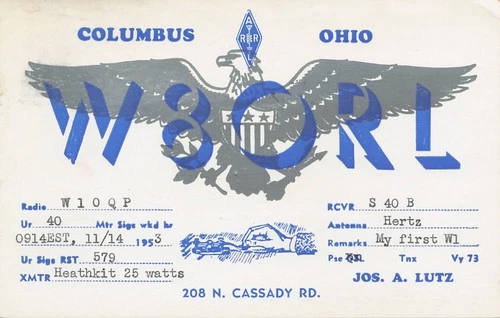 COLUMBUS OHIO
A
R R
L
W8ORL
Radio W1OQP
Ur 40 Mtr Sigs wkd hr
0914EST, 11/14 1953
Ur Sigs RST 579
XMTR Heathkit 25 watts
RCVR S 40 B
Antenna Hertz
Remarks My first W1
Pse QSL Tnx Vy 73
JOS. A. LUTZ
208 N. CASSADY RD.